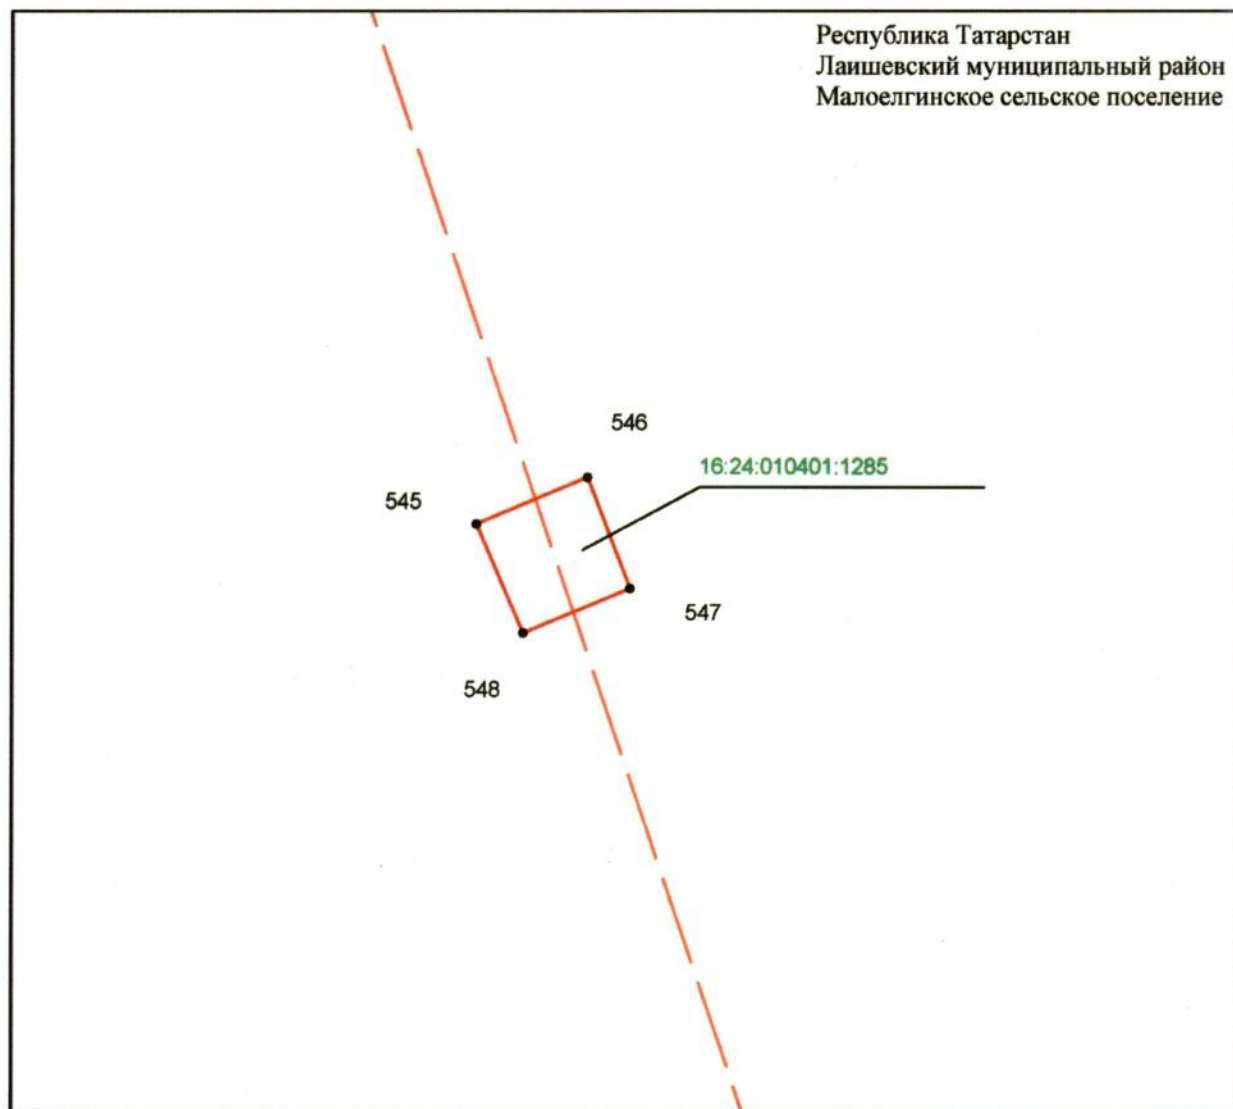 Республика Татарстан
Лаишевский муниципальный район
Малоелгинское сельское поселение
546
16:24:010401:1285
545
547
548